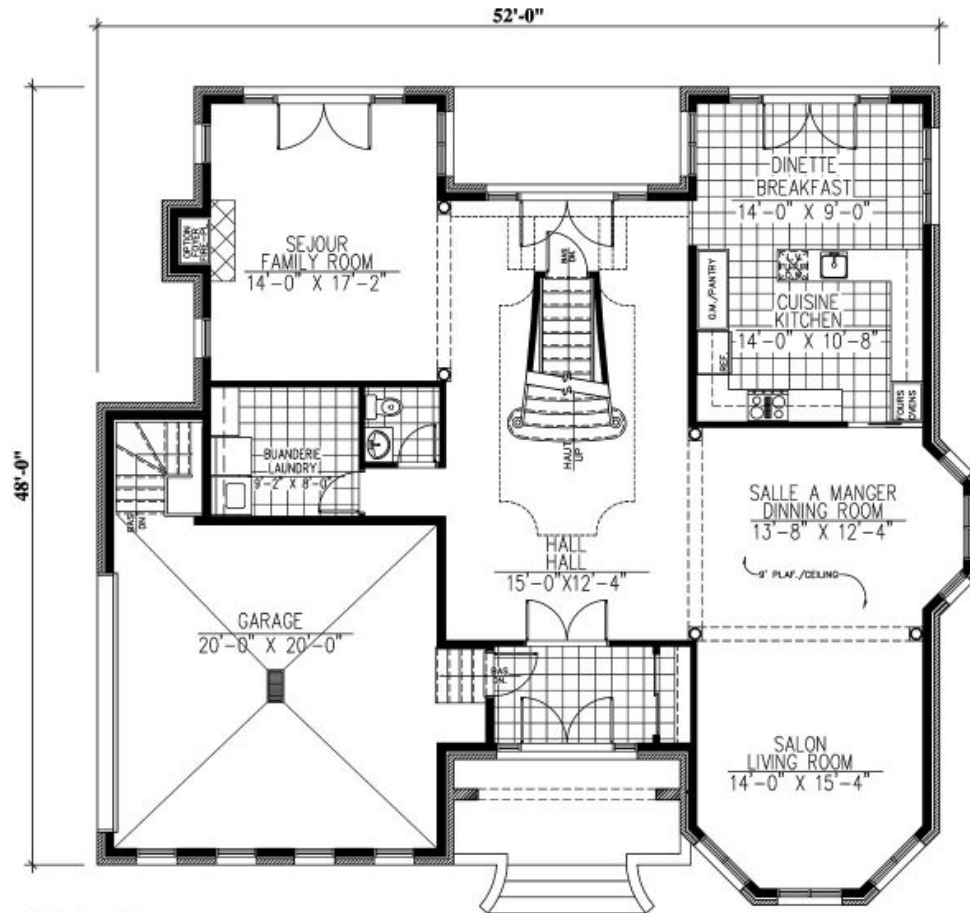 52'-0"
48'-0"
DINETTE
BREAKFAST
14'-0" X 9'-0"
SEJOUR
FAMILY ROOM
14'-0" X 17'-2"
OPTION
FOYER
FIRE-PL.
BAS
DN.
G.M./PANTRY
CUISINE
KITCHEN
14'-0" X 10'-8"
REF.
FOURS
OVENS
BUANDERIE
LAUNDRY
9'-2" X 8'-0"
HAUT
UP
BAS
DN
SALLE A MANGER
DINNING ROOM
13'-8" X 12'-4"
9' PLAF./CEILING
HALL
HALL
15'-0"X12'-4"
GARAGE
20'-0" X 20'-0"
BAS
DN.
SALON
LIVING ROOM
14'-0" X 15'-4"